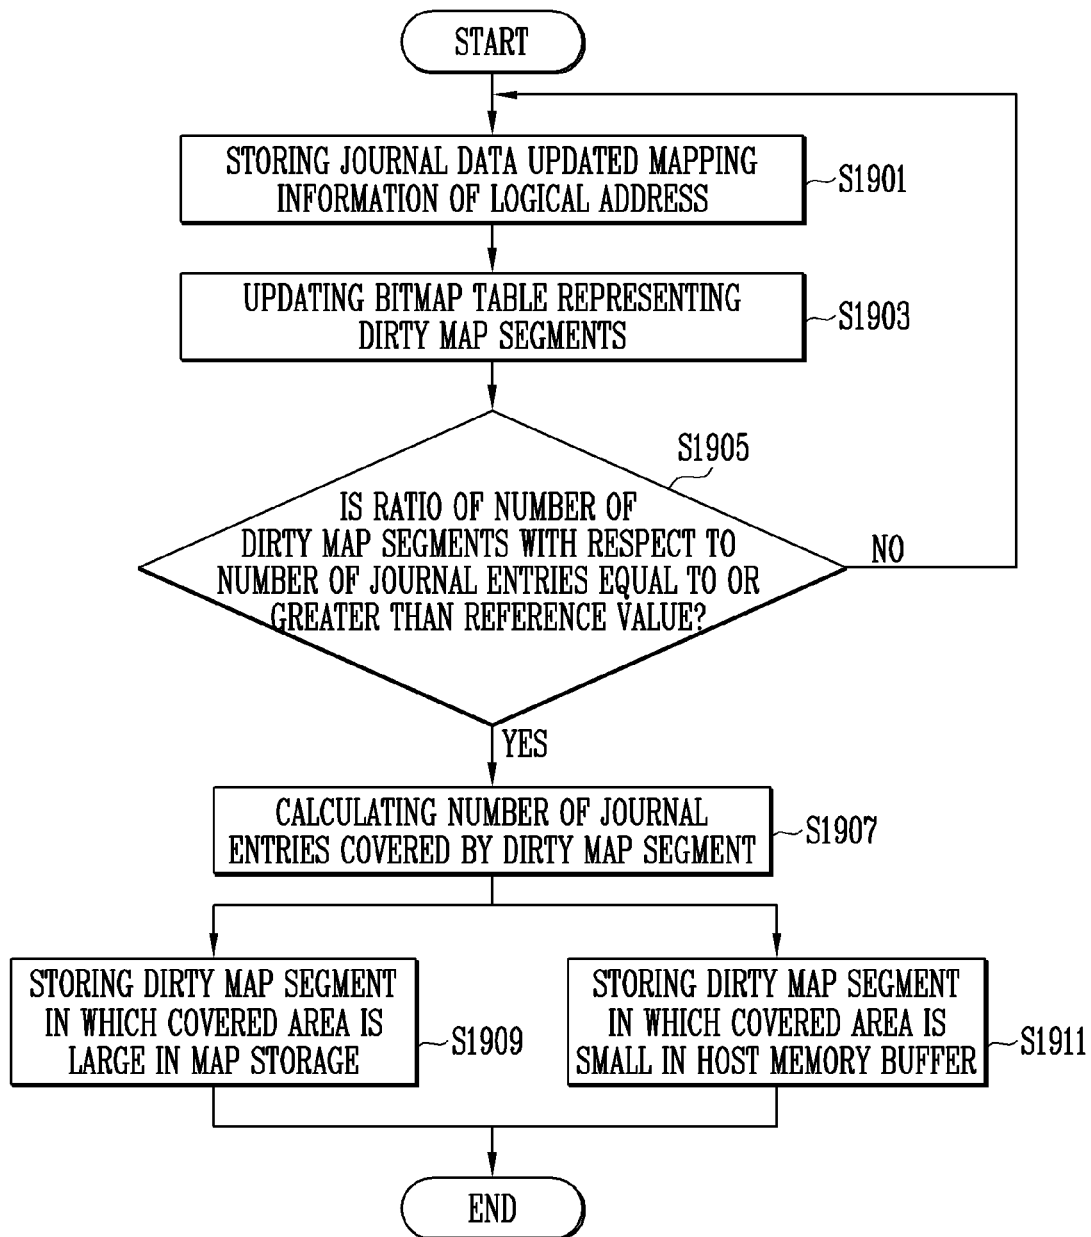 START
STORING JOURNAL DATA UPDATED MAPPING
INFORMATION OF LOGICAL ADDRESS
S1901
UPDATING BITMAP TABLE REPRESENTING
DIRTY MAP SEGMENTS
S1903
S1905
IS RATIO OF NUMBER OF
DIRTY MAP SEGMENTS WITH RESPECT TO
NUMBER OF JOURNAL ENTRIES EQUAL TO OR
GREATER THAN REFERENCE VALUE?
NO
YES
CALCULATING NUMBER OF JOURNAL
ENTRIES COVERED BY DIRTY MAP SEGMENT
S1907
STORING DIRTY MAP SEGMENT
IN WHICH COVERED AREA IS
LARGE IN MAP STORAGE
S1909
STORING DIRTY MAP SEGMENT
IN WHICH COVERED AREA IS
SMALL IN HOST MEMORY BUFFER
S1911
END